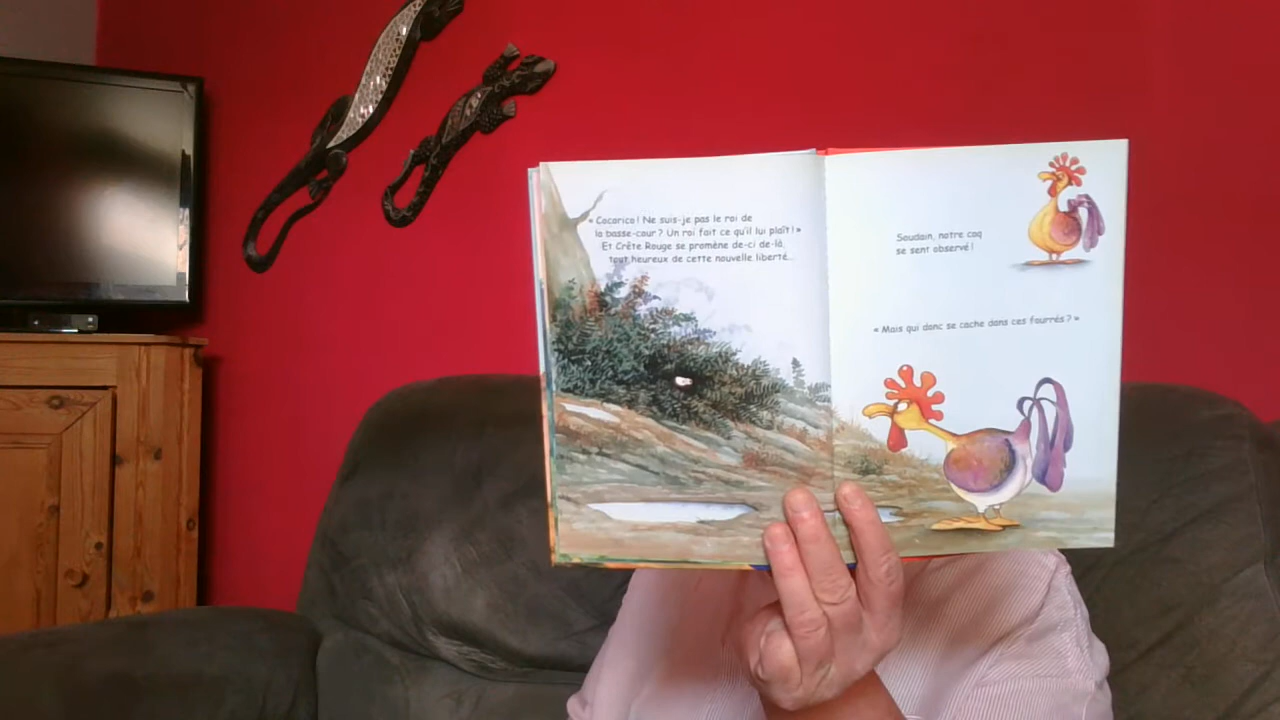 « Cocorico ! Ne suis-je pas le roi de
la basse-cour ? Un roi fait ce qu'il lui plaît ! »
Et Crête Rouge se promène de-ci de-là,
tout heureux de cette nouvelle liberté...
Soudain, notre coq
se sent observé !
« Mais qui donc se cache dans ces fourrés ? »